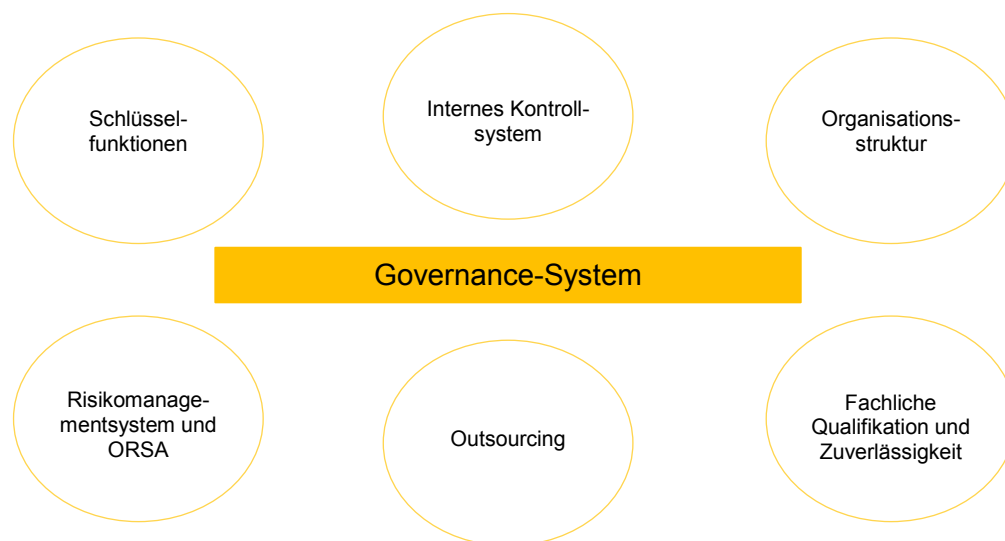 Schlüssel-
funktionen
Internes Kontroll-
system
Organisations-
struktur
Governance-System
Risikomanage-
mentsystem und
ORSA
Outsourcing
Fachliche
Qualifikation und
Zuverlässigkeit